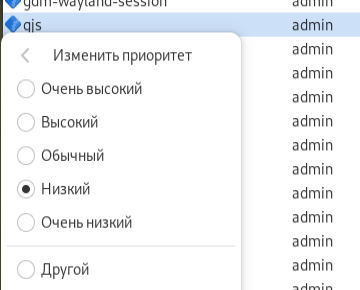 gdm-wayland-session admin
gjs admin
Изменить приоритет
admin
Очень высокий admin
admin
Высокий admin
admin
Обычный admin
admin
Низкий admin
admin
Очень низкий admin
admin
Другой admin
admin